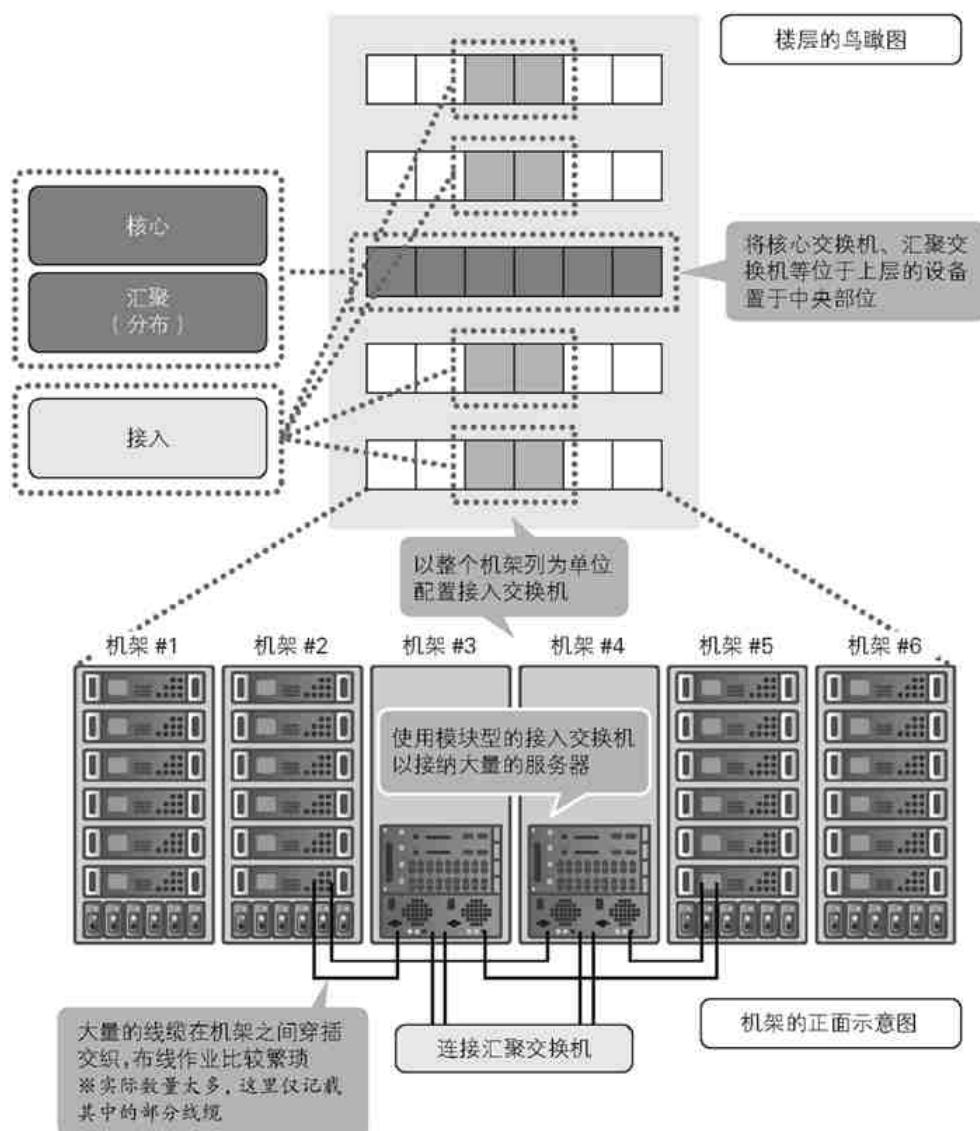 楼层的鸟瞰图
核心
汇聚
（分布）
接入
将核心交换机、汇聚交
换机等位于上层的设备
置于中央部位
以整个机架列为单位
配置接入交换机
机架 #1
机架 #2
机架 #3
机架 #4
机架 #5
机架 #6
使用模块型的接入交换机
以接纳大量的服务器
大量的线缆在机架之间穿插
交织，布线作业比较繁琐
※实际数量太多，这里仅记载
其中的部分线缆
连接汇聚交换机
机架的正面示意图